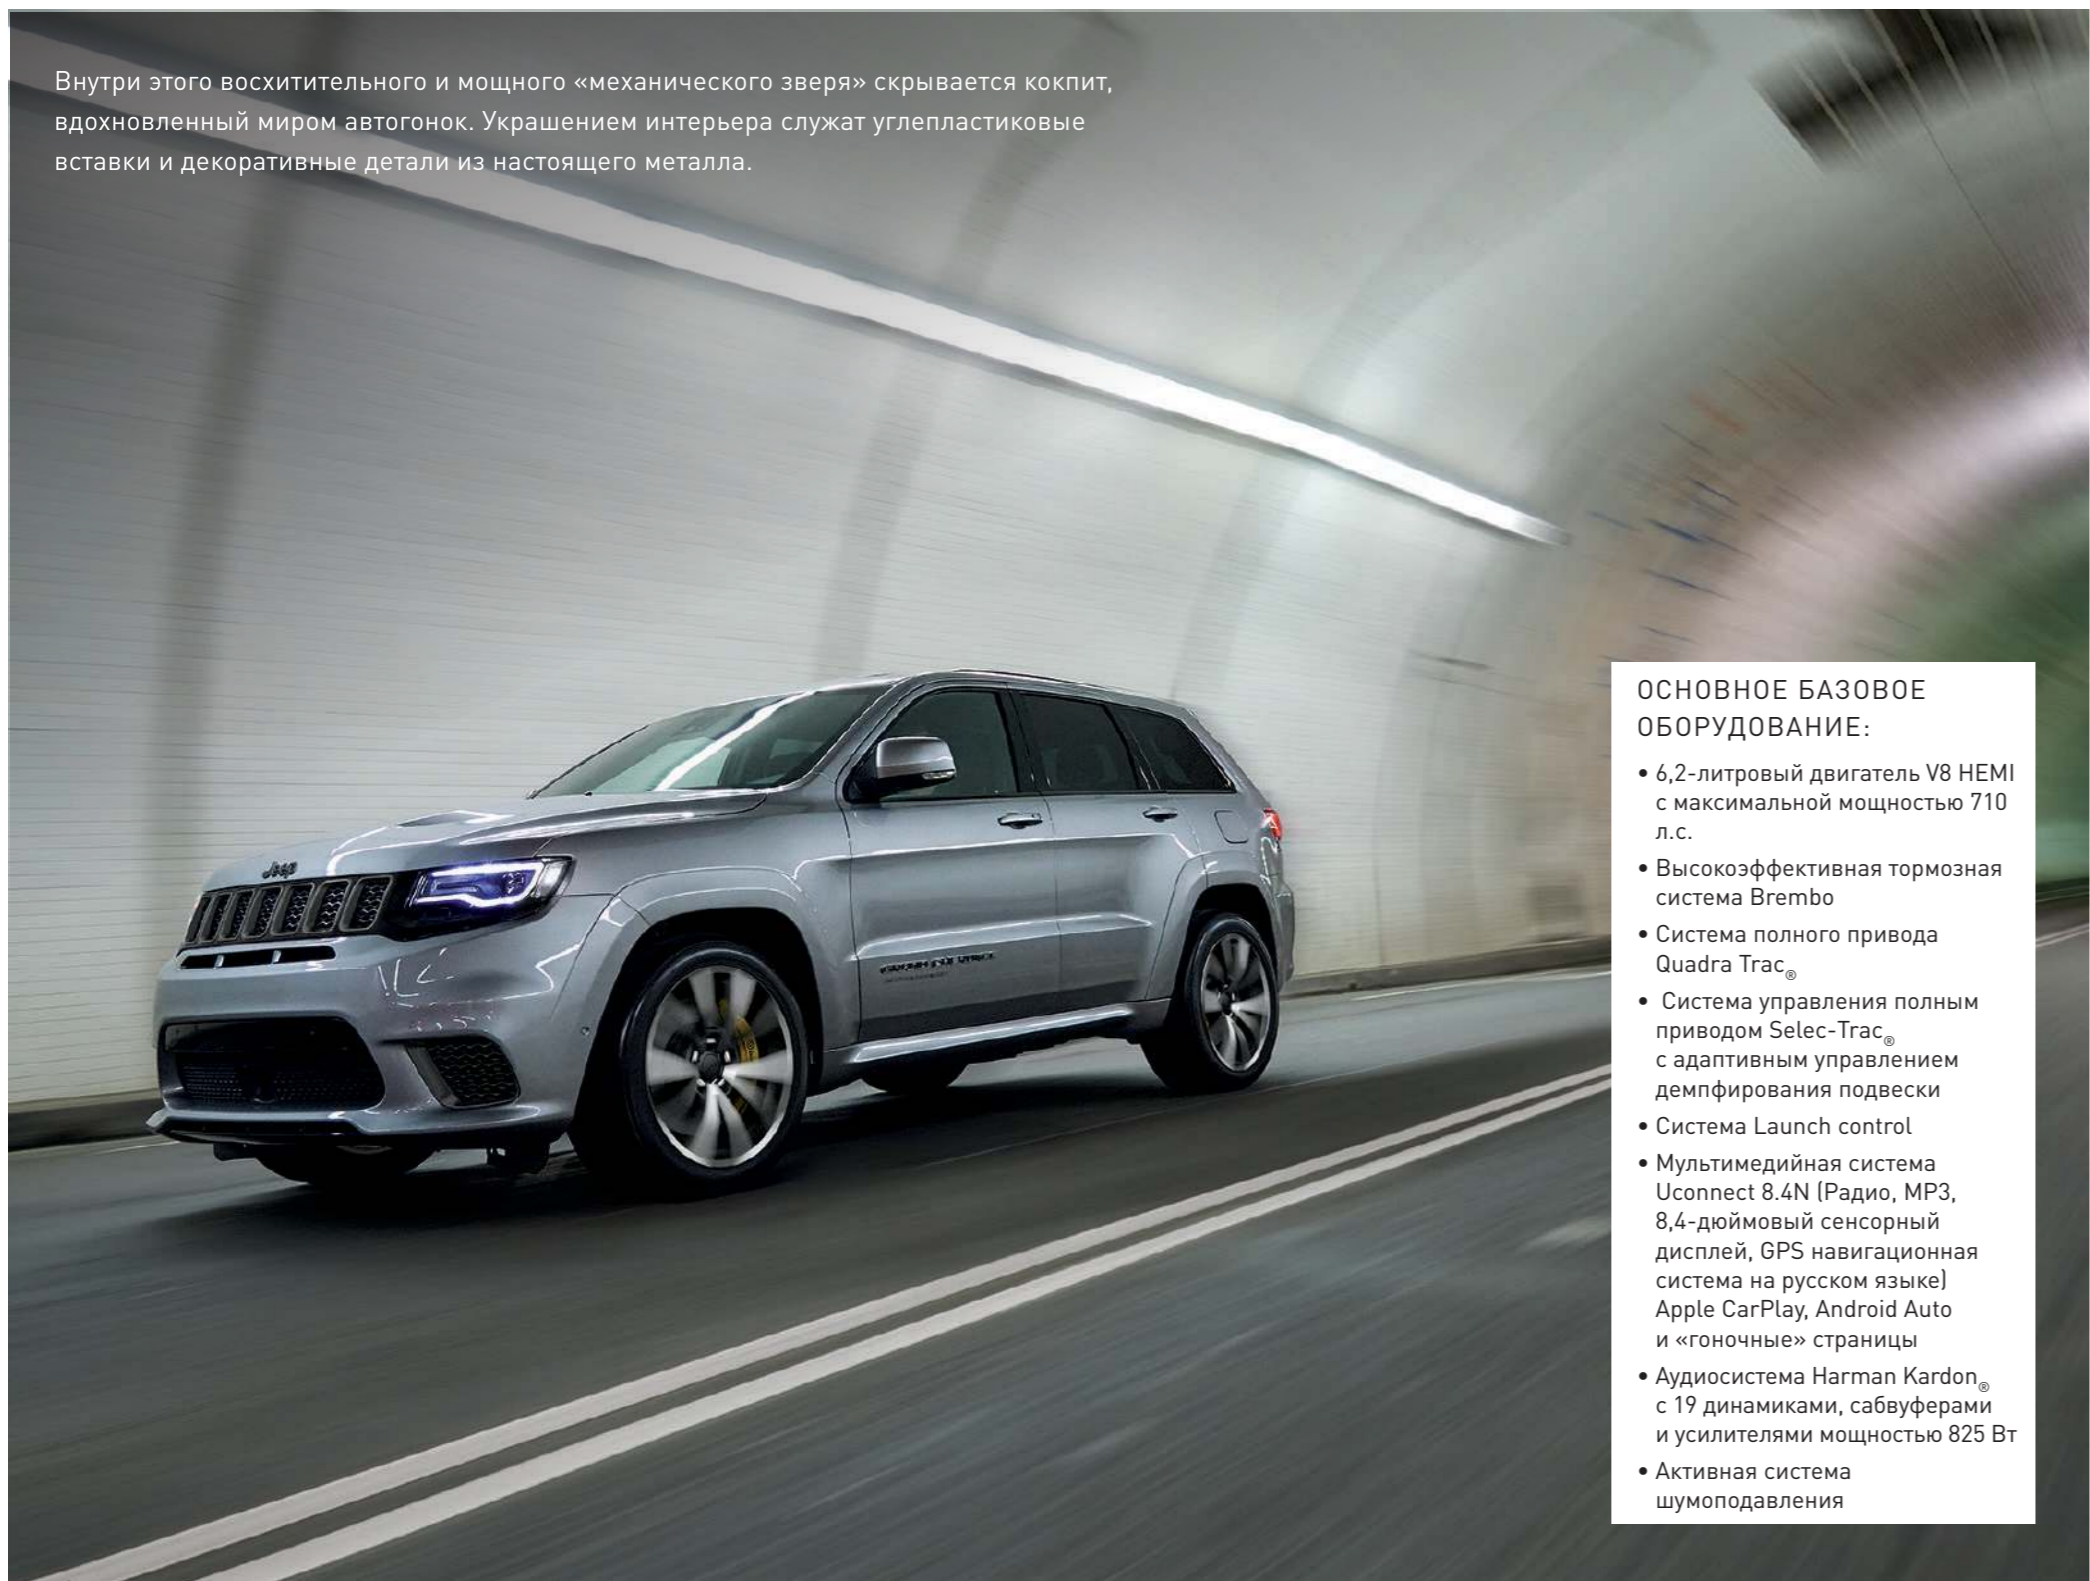 Внутри этого восхитительного и мощного «механического зверя» скрывается кокпит,
вдохновленный миром автогонок. Украшением интерьера служат углепластиковые
вставки и декоративные детали из настоящего металла.
Jeep
GRAND CHEROKEE
ОСНОВНОЕ БАЗОВОЕ
ОБОРУДОВАНИЕ:
• 6,2-литровый двигатель V8 HEMI
с максимальной мощностью 710
л.с.
• Высокоэффективная тормозная
система Brembo
• Система полного привода
Quadra Trac®
• Система управления полным
приводом Selec-Trac®
с адаптивным управлением
демпфирования подвески
• Система Launch control
• Мультимедийная система
Uconnect 8.4N (Радио, MP3,
8,4-дюймовый сенсорный
дисплей, GPS навигационная
система на русском языке)
Apple CarPlay, Android Auto
и «гоночные» страницы
• Аудиосистема Harman Kardon®
с 19 динамиками, сабвуферами
и усилителями мощностью 825 Вт
• Активная система
шумоподавления